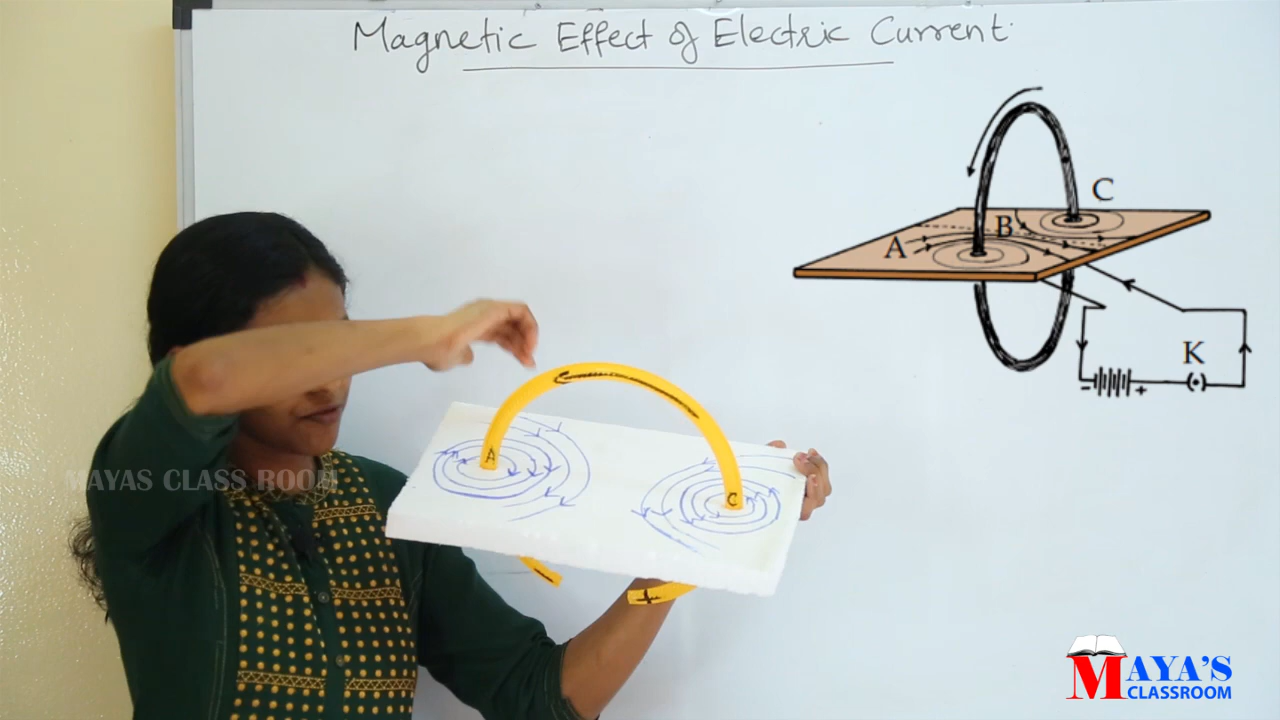 Magnetic Effect of Electric Current
C
B
A
K
- +
A
C
- +
MAYAS CLASS ROOM
MAYA'S
CLASSROOM